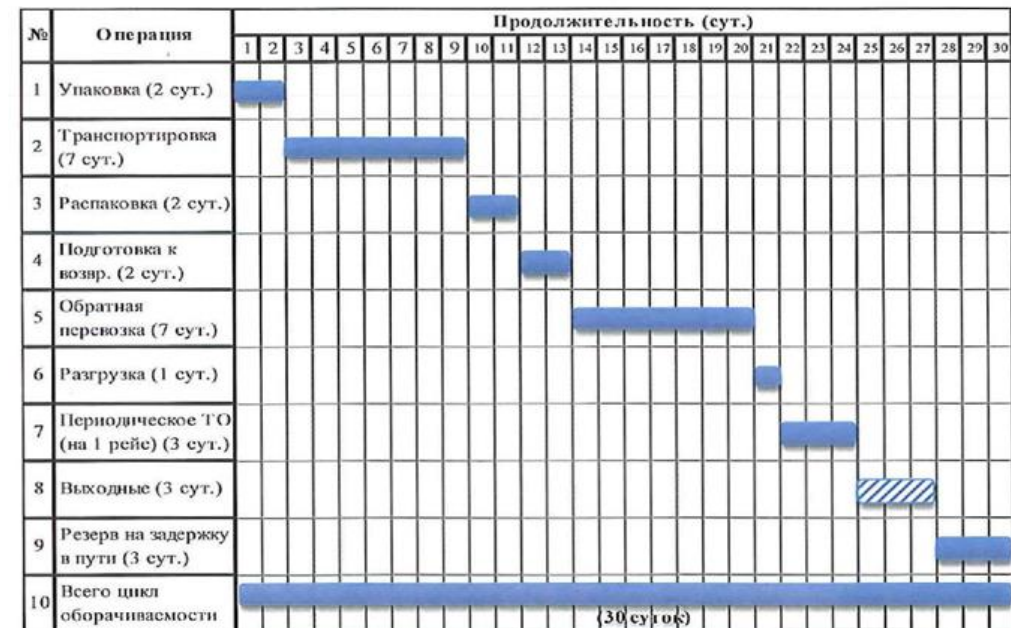 № Операция Продолжительность (сут.)
1 2 3 4 5 6 7 8 9 10 11 12 13 14 15 16 17 18 19 20 21 22 23 24 25 26 27 28 29 30
1 Упаковка (2 сут.)
2 Транспортировка
(7 сут.)
3 Распаковка (2 сут.)
4 Подготовка к
возвр. (2 сут.)
5 Обратная
перевозка (7 сут.)
6 Разгрузка (1 сут.)
7 Периодическое ТО
(на 1 рейс) (3 сут.)
8 Выходные (3 сут.)
9 Резерв на задержку
в пути (3 сут.)
10 Всего цикл
оборачиваемости
(30 суток)